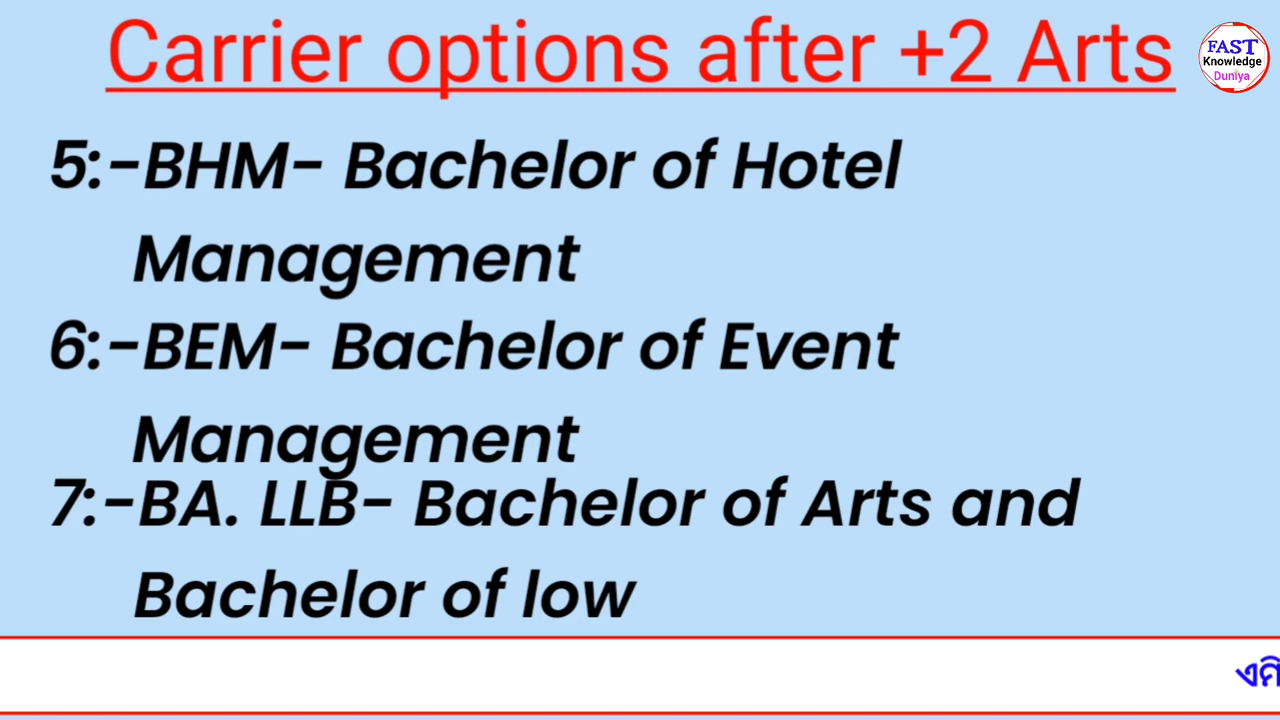 Carrier options after +2 Arts
FAST
Knowledge
Duniya
5:-BHM- Bachelor of Hotel
Management
6:-BEM- Bachelor of Event
Management
7:-BA. LLB- Bachelor of Arts and
Bachelor of low